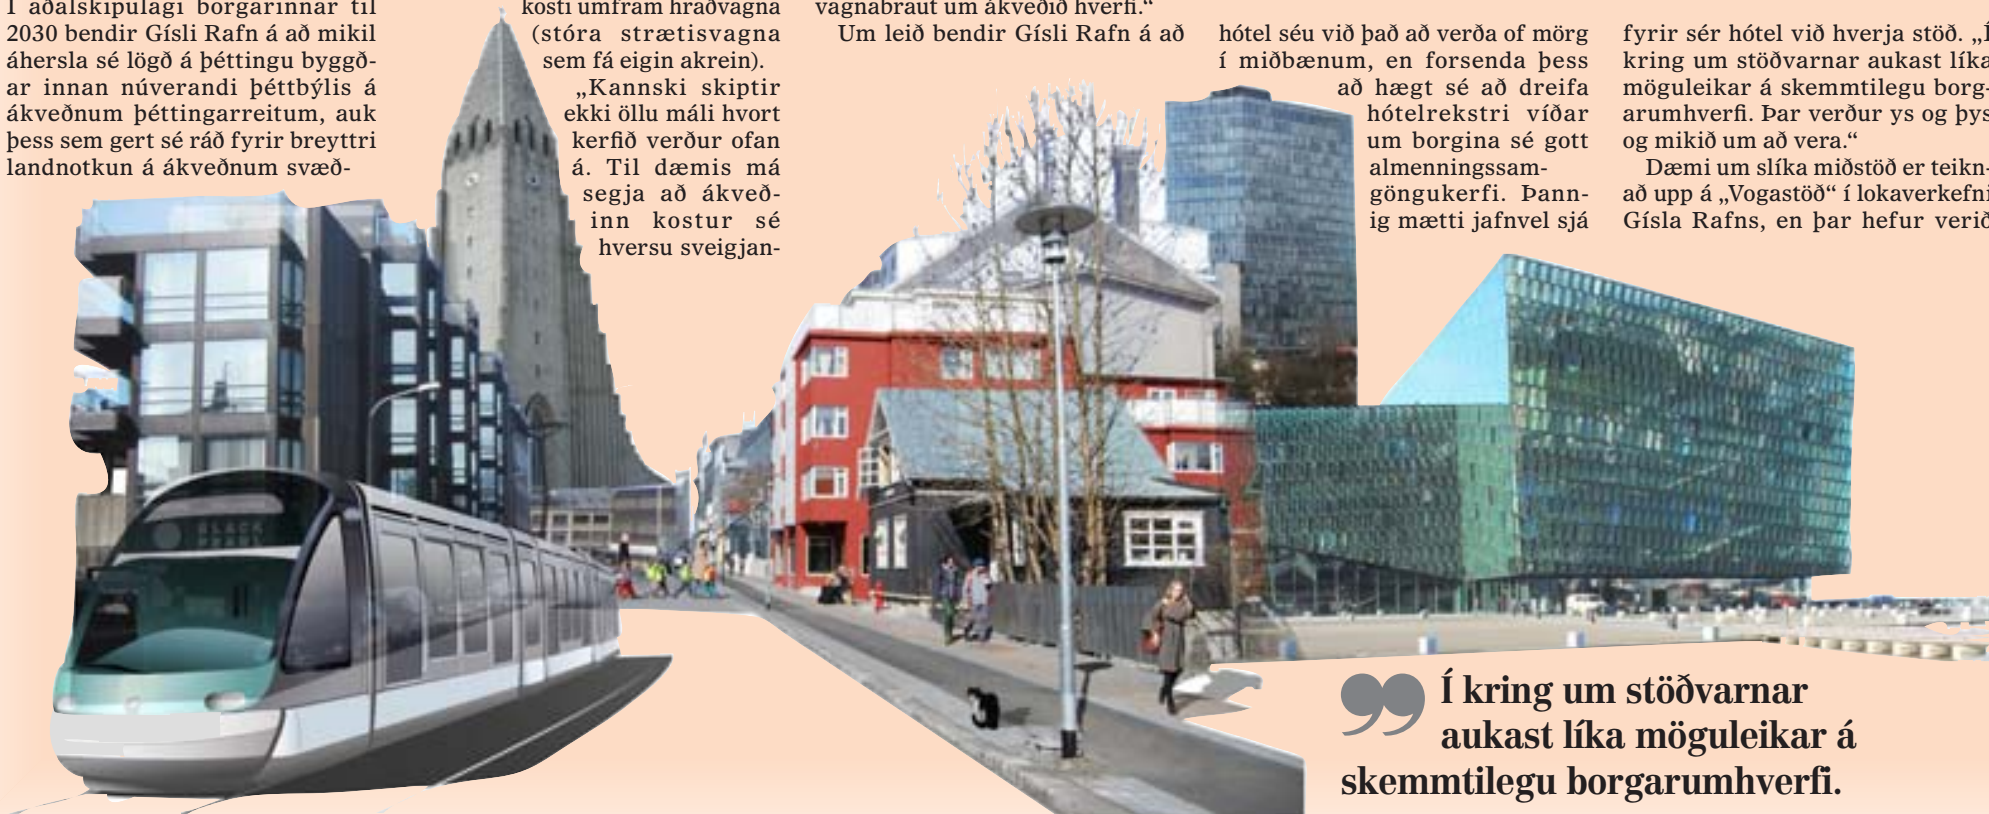 Í aðalskipulagi borgarinnar til
2030 bendir Gísli Rafn á að mikil
áhersla sé lögð á þéttingu byggð-
ar innan núverandi þéttbýlis á
ákveðnum þéttingarreitum, auk
þess sem gert sé ráð fyrir breyttri
landnotkun á ákveðnum svæð-
kosti umfram hraðvagna
(stóra strætisvagna
sem fá eigin akrein).
„Kannski skiptir
ekki öllu máli hvort
kerfið verður ofan
á. Til dæmis má
segja að ákveð-
inn kostur sé
hversu sveigjan-
vagnabraut um ákveðið hverfi.“
Um leið bendir Gísli Rafn á að
hótel séu við það að verða of mörg
í miðbænum, en forsenda þess
að hægt sé að dreifa
hótelrekstri víðar
um borgina sé gott
almenningssam-
göngukerfi. Þann-
ig mætti jafnvel sjá
fyrir sér hótel við hverja stöð. „Í
kring um stöðvarnar aukast líka
möguleikar á skemmtilegu borg-
arumhverfi. Þar verður ys og þys
og mikið um að vera.“
Dæmi um slíka miðstöð er teikn-
að upp á „Vogastöð“ í lokaverkefni
Gísla Rafns, en þar hefur verið
Í kring um stöðvarnar
aukast líka möguleikar á
skemmtilegu borgarumhverfi.